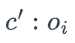 c′ : oᵢ